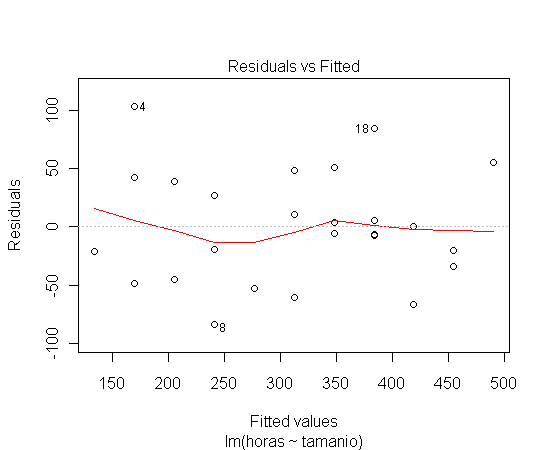 Residuals vs Fitted
Residuals
100
50
0
-50
-100
4
18
8
150 200 250 300 350 400 450 500
Fitted values
lm(horas ~ tamanio)